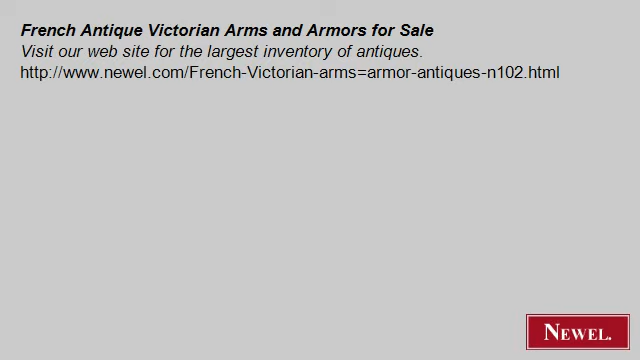 French Antique Victorian Arms and Armors for Sale
Visit our web site for the largest inventory of antiques.
http://www.newel.com/French-Victorian-arms=armor-antiques-n102.html
NEWEL.